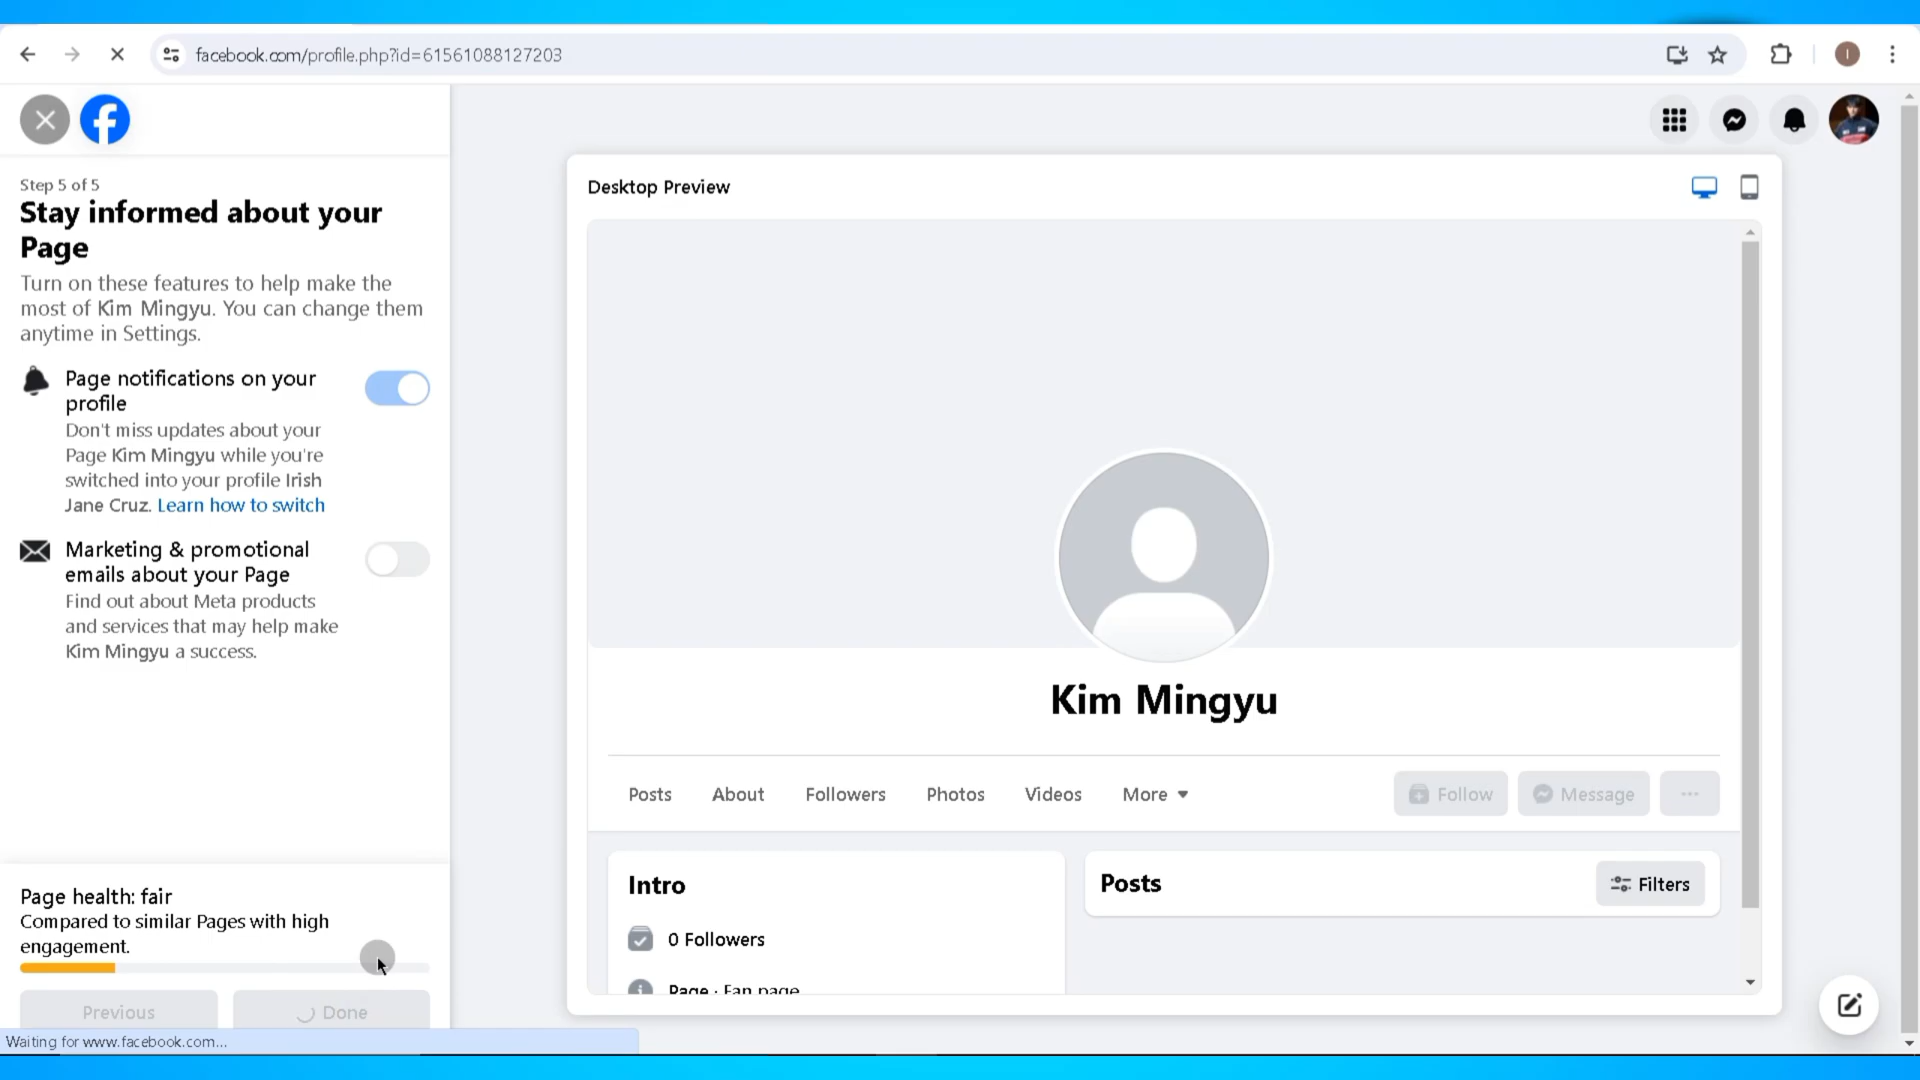 facebook.com/profile.php?id=61561088127203
I
Step 5 of 5
Stay informed about your
Page
Turn on these features to help make the
most of Kim Mingyu. You can change them
anytime in Settings.
Page notifications on your
profile
Don't miss updates about your
Page Kim Mingyu while you're
switched into your profile Irish
Jane Cruz. Learn how to switch
Marketing & promotional
emails about your Page
Find out about Meta products
and services that may help make
Kim Mingyu a success.
Page health: fair
Compared to similar Pages with high
engagement.
Previous
Done
Waiting for www.facebook.com...
Desktop Preview
Kim Mingyu
Posts
About
Followers
Photos
Videos
More
Follow
Message
Intro
0 Followers
Page · Fan page
Posts
Filters